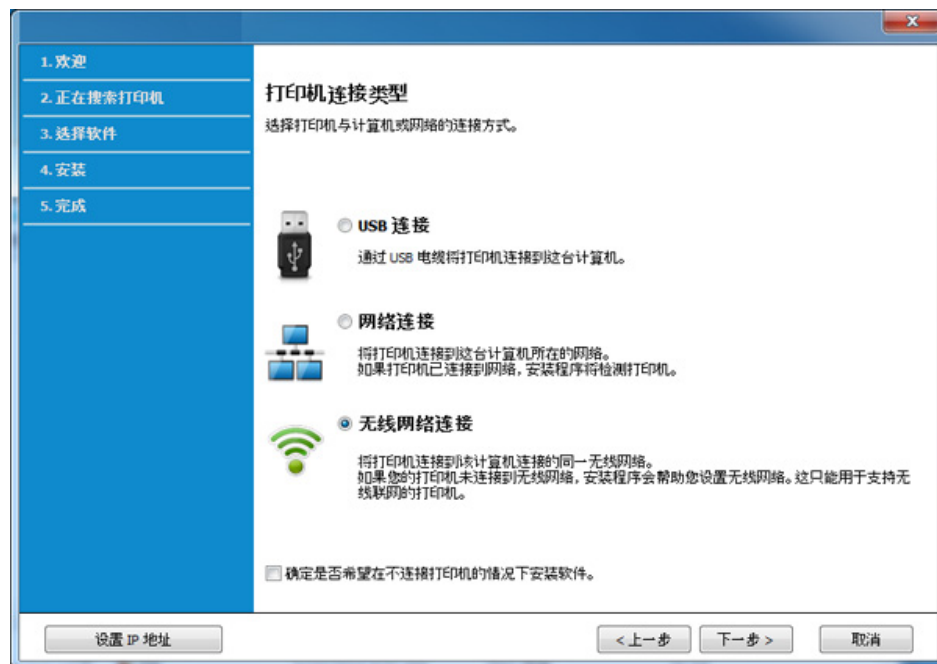 1. 欢迎
2. 正在搜索打印机
3. 选择软件
4. 安装
5. 完成
打印机连接类型
选择打印机与计算机或网络的连接方式。
USB 连接
通过 USB 电缆将打印机连接到这台计算机。
网络连接
将打印机连接到这台计算机所在的网络。
如果打印机已连接到网络，安装程序将检测打印机。
无线网络连接
将打印机连接到该计算机连接的同一无线网络。
如果您的打印机未连接到无线网络，安装程序会帮助您设置无线网络。这只能用于支持无
线联网的打印机。
确定是否希望在不连接打印机的情况下安装软件。
设置 IP 地址
<上一步
下一步>
取消